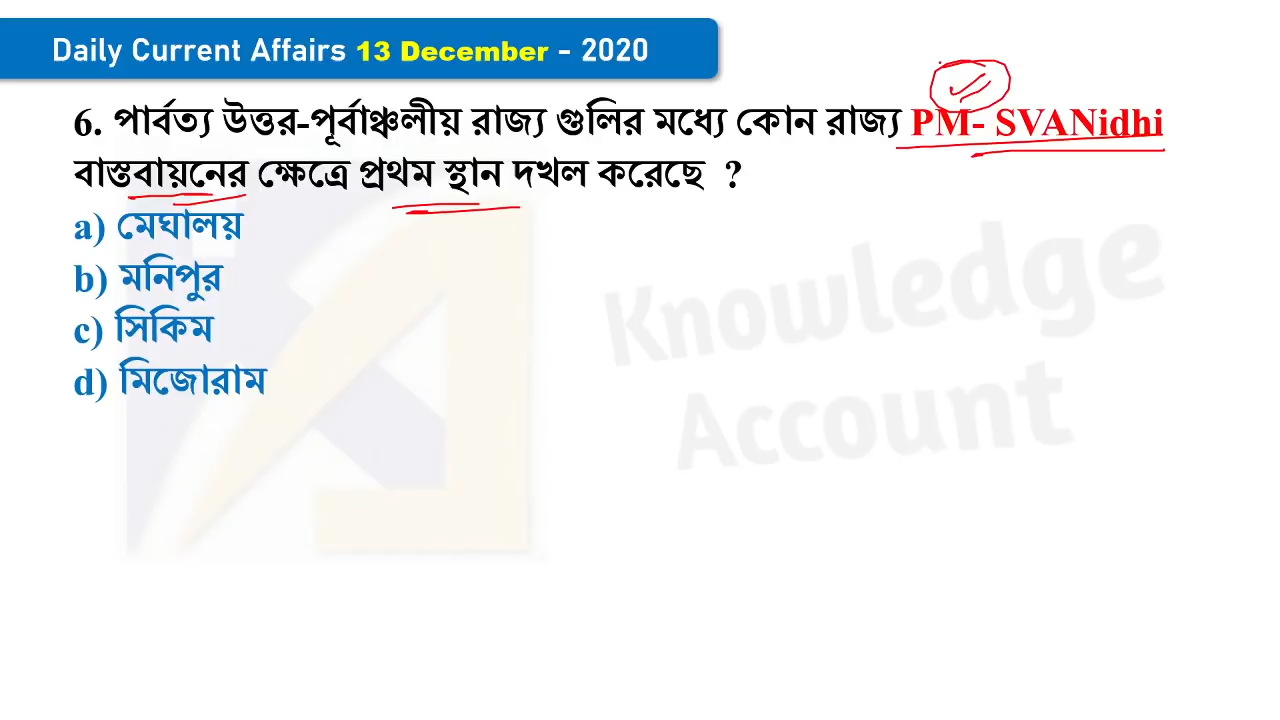 Daily Current Affairs 13 December - 2020
6. পার্বত্য উত্তর-পূর্বাঞ্চলীয় রাজ্য গুলির মধ্যে কোন রাজ্য PM- SVANidhi
বাস্তবায়নের ক্ষেত্রে প্রথম স্থান দখল করেছে ?
a) মেঘালয়
b) মনিপুর
c) সিকিম
d) মিজোরাম
Knowledge
Account